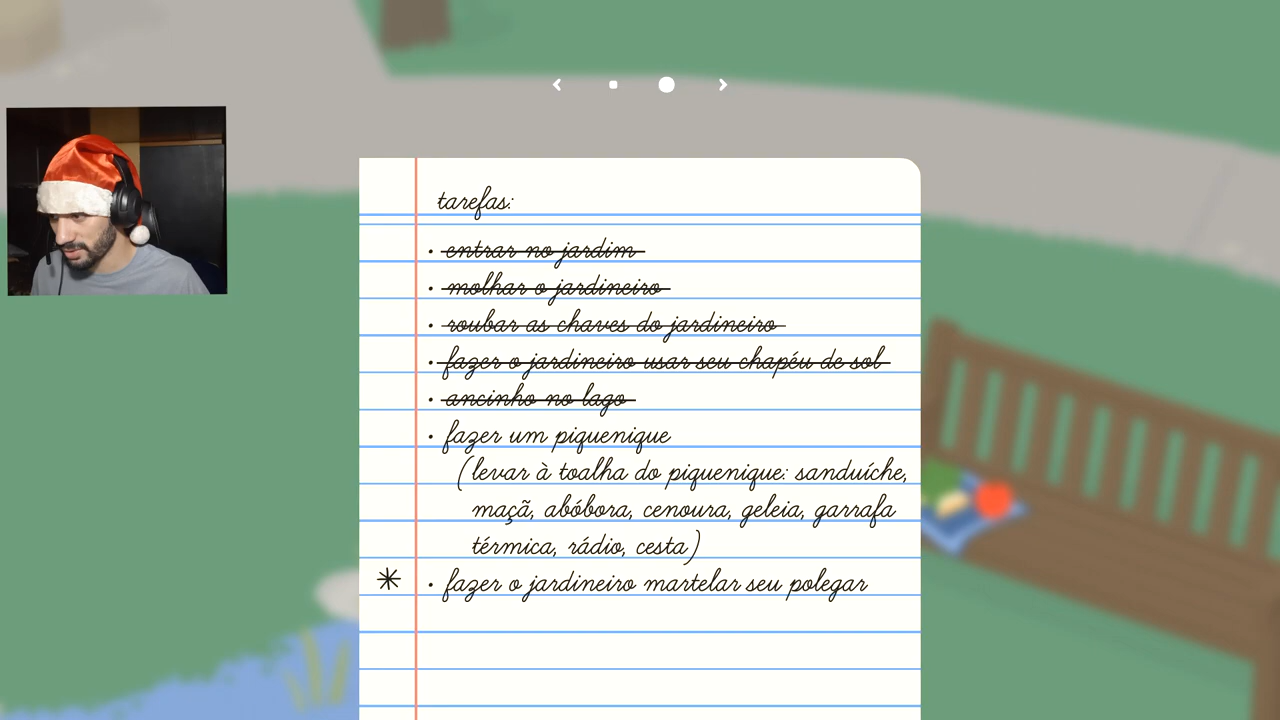 tarefas:
• entrar no jardim
• molhar o jardineiro
• roubar as chaves do jardineiro
• fazer o jardineiro usar seu chapéu de sol
• ancinho no lago
• fazer um piquenique
(levar à toalha do piquenique: sanduíche,
maçã, abóbora, cenoura, geleia, garrafa
térmica, rádio, cesta)
* • fazer o jardineiro martelar seu polegar